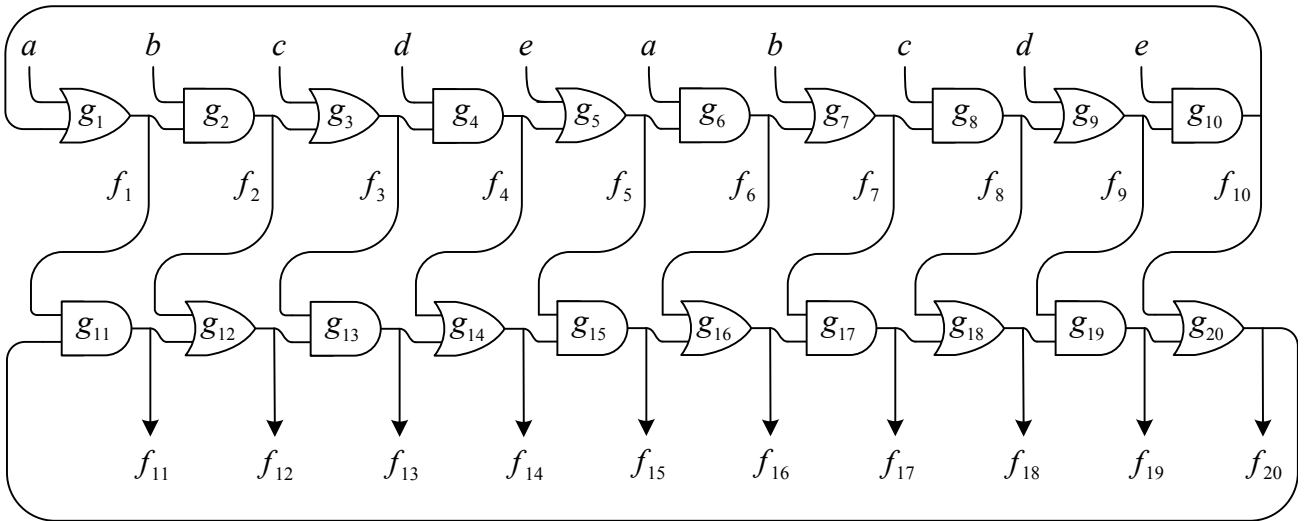 a b c d e a b c d e
g₁ g₂ g₃ g₄ g₅ g₆ g₇ g₈ g₉ g₁₀
f₁ f₂ f₃ f₄ f₅ f₆ f₇ f₈ f₉ f₁₀
g₁₁ g₁₂ g₁₃ g₁₄ g₁₅ g₁₆ g₁₇ g₁₈ g₁₉ g₂₀
f₁₁ f₁₂ f₁₃ f₁₄ f₁₅ f₁₆ f₁₇ f₁₈ f₁₉ f₂₀